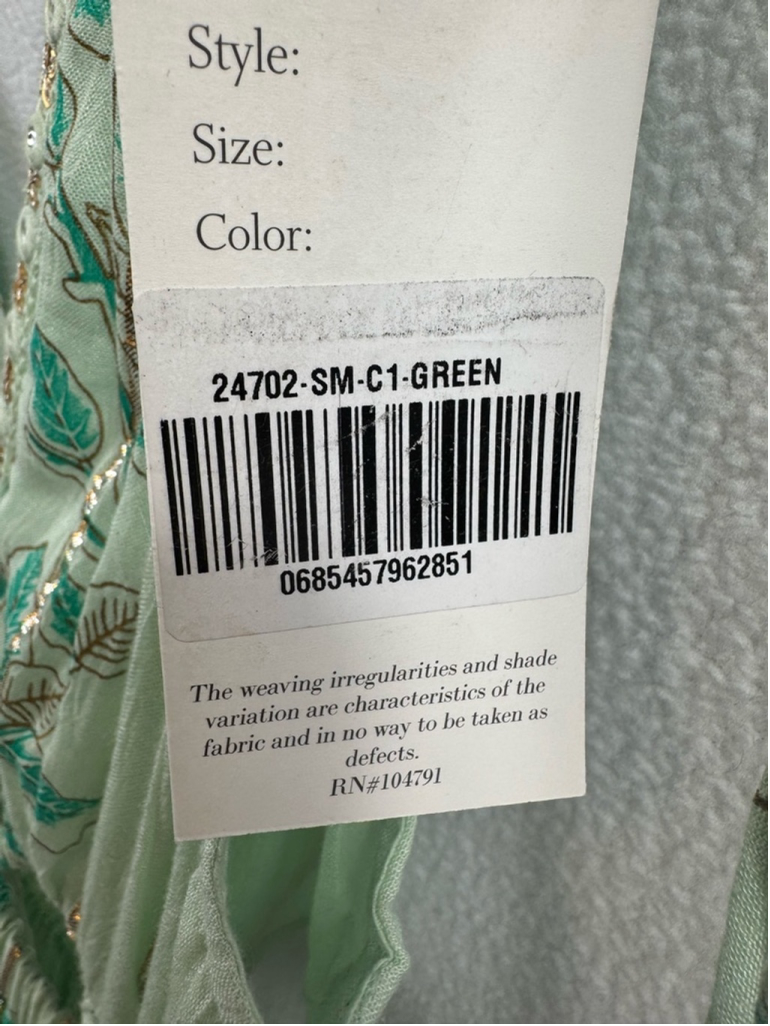 Style:
Size:
Color:
24702-SM-C1-GREEN
0685457962851
The weaving irregularities and shade
variation are characteristics of the
fabric and in no way to be taken as
defects.
RN#104791